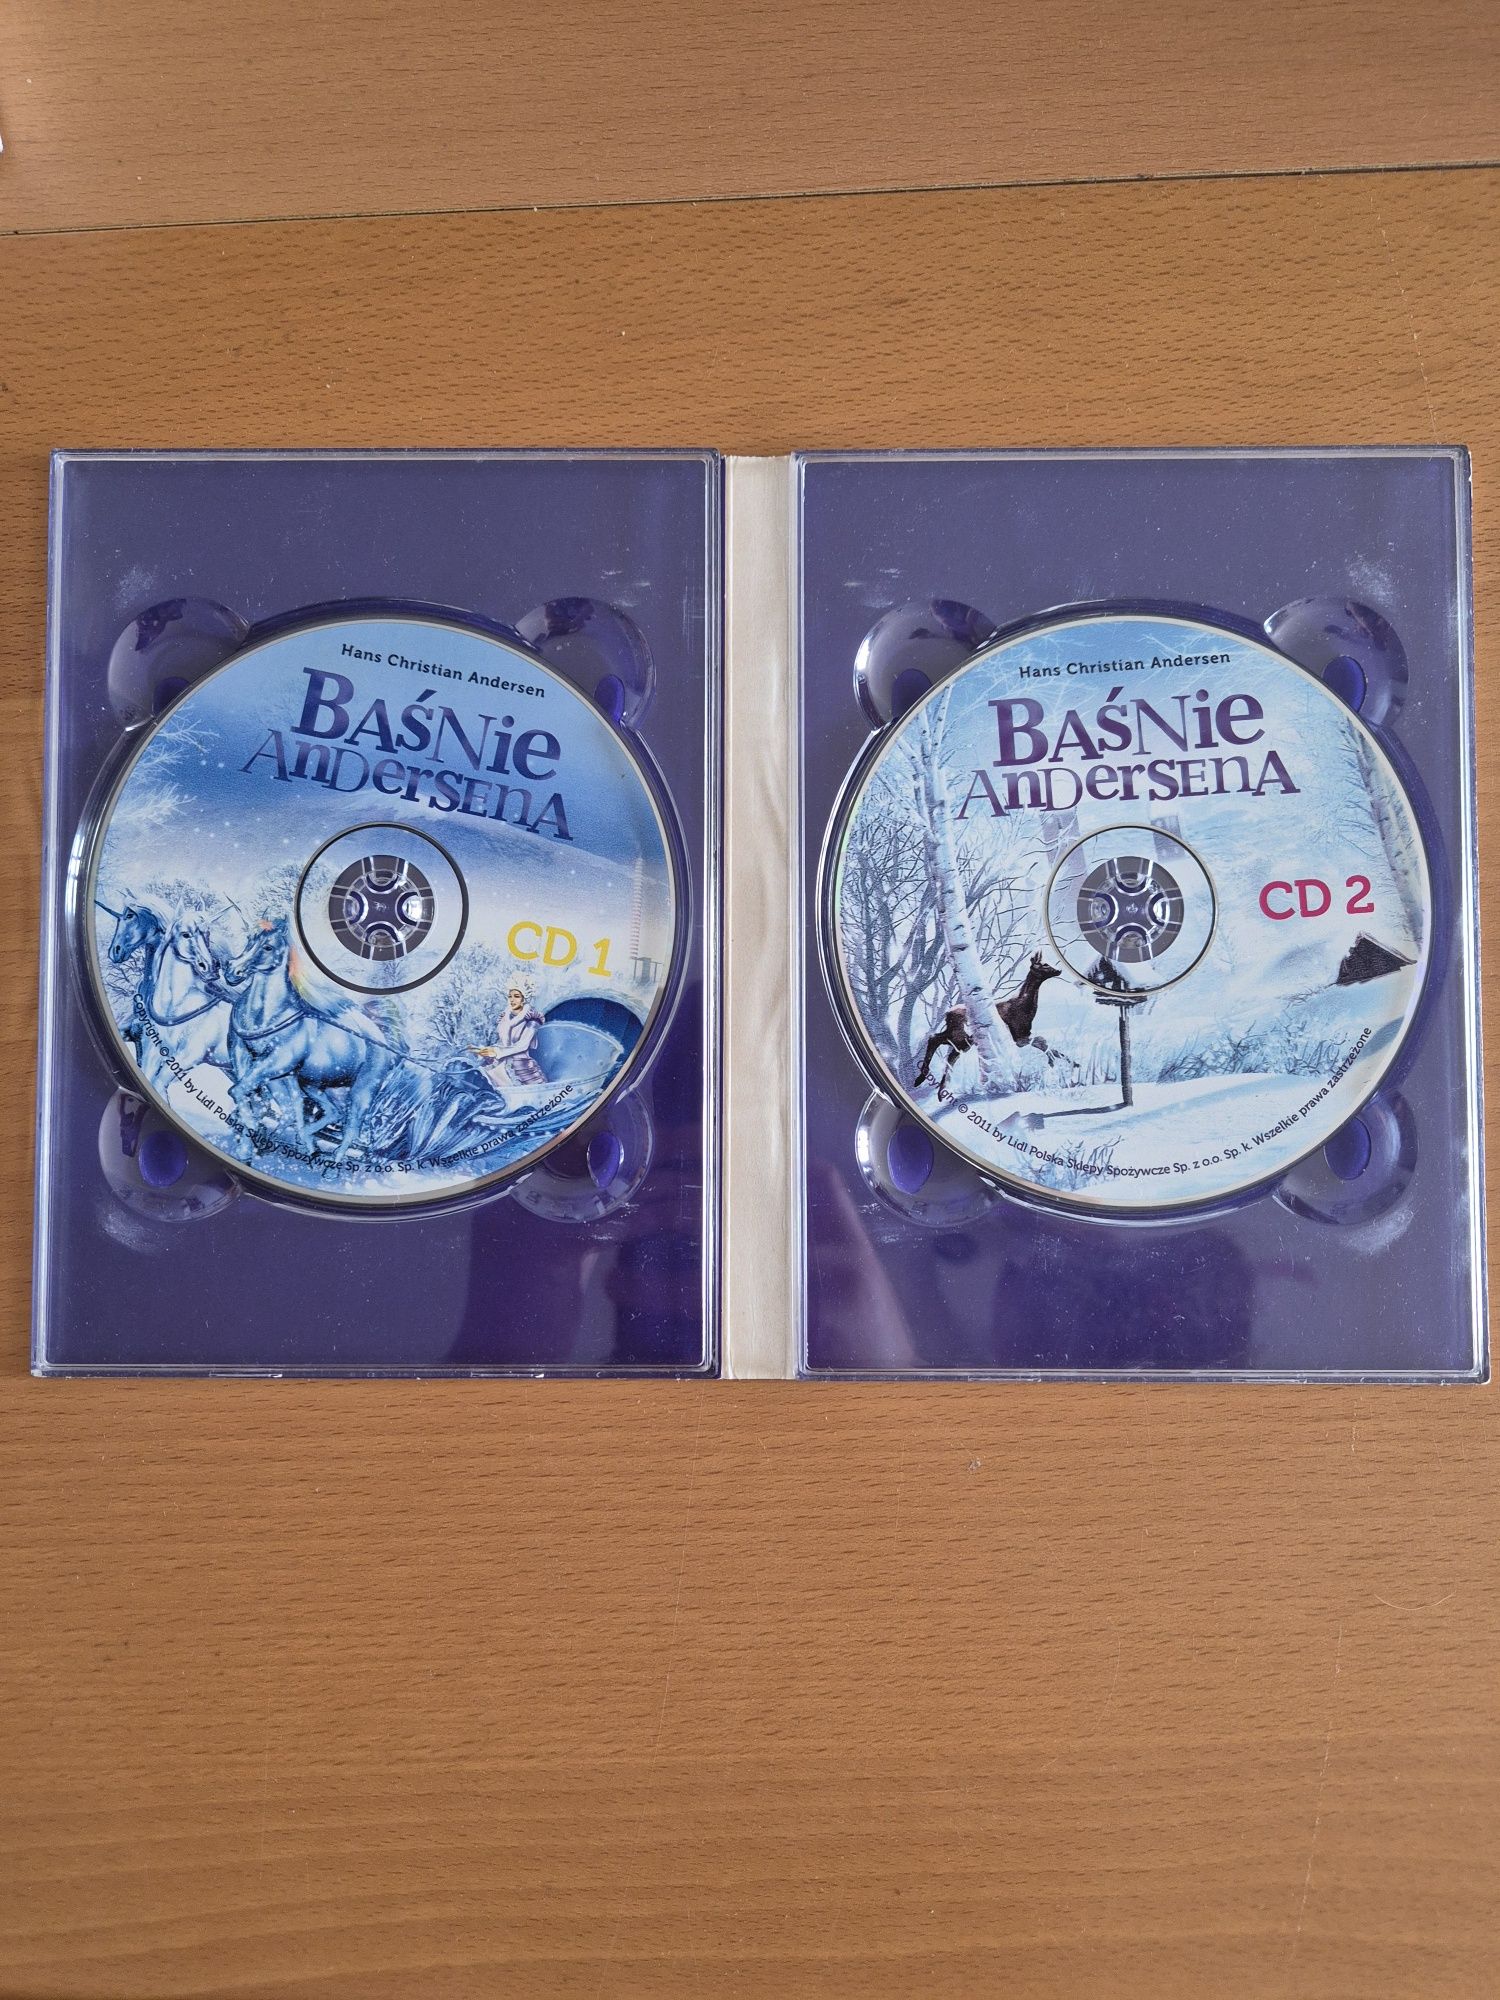 Hans Christian Andersen
BAŚNie
AnDerSEnA
CD 1
Copyright © 2011 by Lidl Polska Sklepy Spożywcze Sp. z o.o. Sp. k. Wszelkie prawa zastrzeżone
Hans Christian Andersen
BAŚNie
AnDerSEnA
CD 2
Copyright © 2011 by Lidl Polska Sklepy Spożywcze Sp. z o.o. Sp. k. Wszelkie prawa zastrzeżone